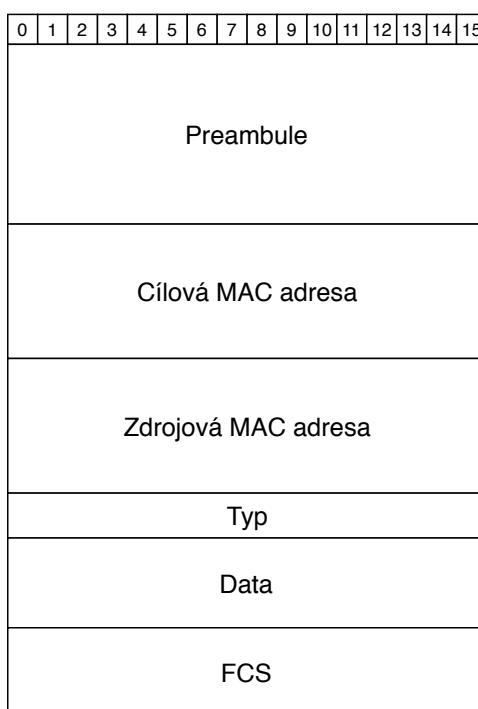 0 1 2 3 4 5 6 7 8 9 10 11 12 13 14 15
Preambule
Cílová MAC adresa
Zdrojová MAC adresa
Typ
Data
FCS